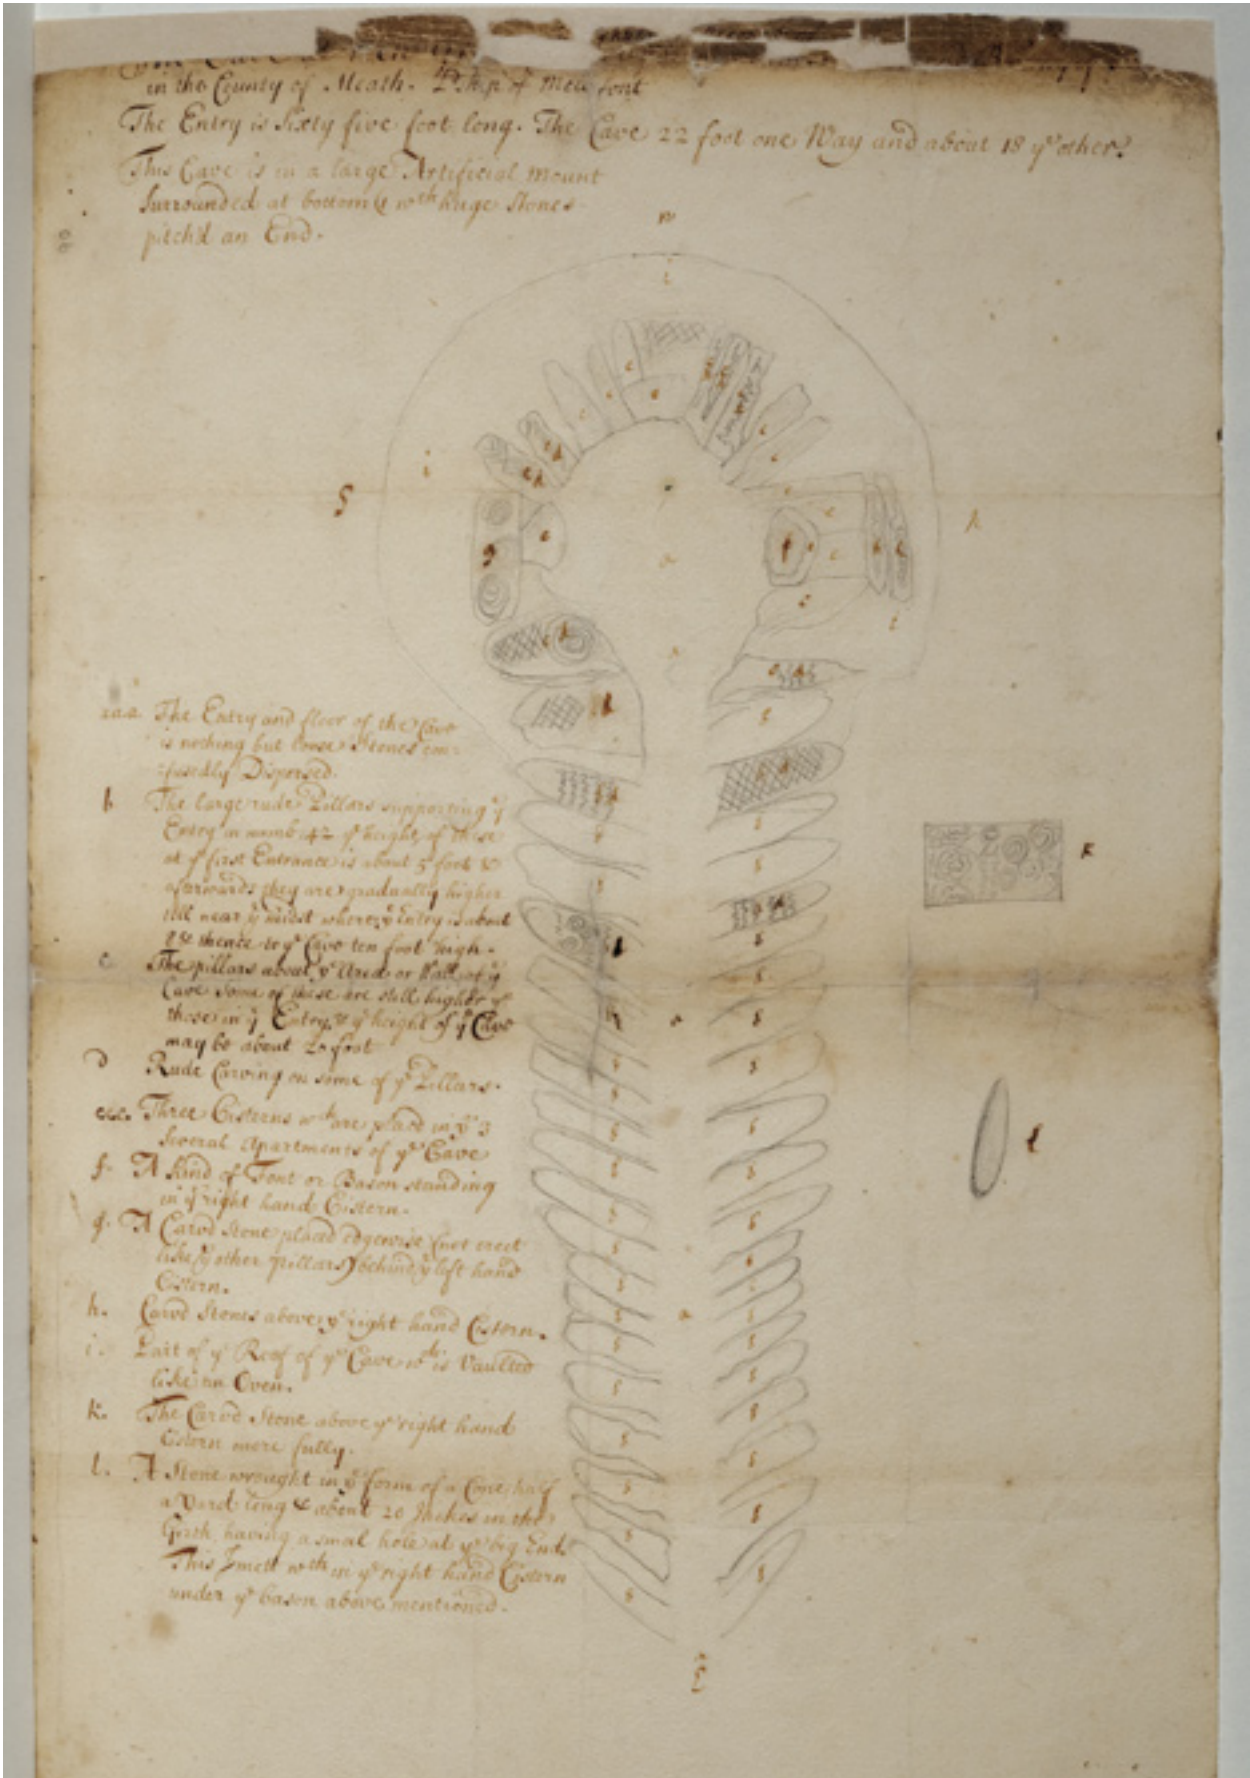 in the County of Meath.
The Entry is Sixty five foot long. The Cave 22 foot one Way and about 18 yᵉ other.
This Cave is in a large Artificial Mount
Surrounded at bottom wᵗʰ huge Stones
pitch'd an End.
n
i
S
i
a.a.a. The Entry and floor of the Cave
is nothing but loose Stones con-
fusedly Dispersed.
b The large rude Pillars supporting yᵉ
Entry in numb 42 yᵉ height of these
at yᵉ first Entrance is about 5 foot &
afterwards they are gradually higher
till near yᵉ midst where yᵉ Entry is about
& thence to yᵉ Cave ten foot high.
c The pillars about yᵉ Area or Hall of yᵉ
Cave Some of these are still higher yⁿ
those in yᵉ Entry, & yᵉ height of yᵉ Cave
may be about 20 foot
D Rude Carving on some of yᵉ Pillars.
eee. Three Cisterns wᶜʰ are plac'd in yᵉ 3
Several Apartments of yᵉ Cave
f. A kind of Font or Bason standing
in yᵉ right hand Cistern.
g. A Carv'd Stone placed edgewise (not erect
like yᵉ other pillars) behind yᵉ left hand
Cistern.
h. Carv'd Stones above yᵉ right hand Cistern.
i. Part of yᵉ Roof of yᵉ Cave wᶜʰ is Vaulted
like an Oven.
k. The Carv'd Stone above yᵉ right hand
Cistern more fully.
l. A Stone wrought in yᵉ form of a Cone half
a Yard long & about 20 Inches in the
Girth having a smal hole at yᵉ big End.
This I mett wᵗʰ in yᵉ right hand Cistern
under yᵉ bason above mentioned.
g
f
K
l
E